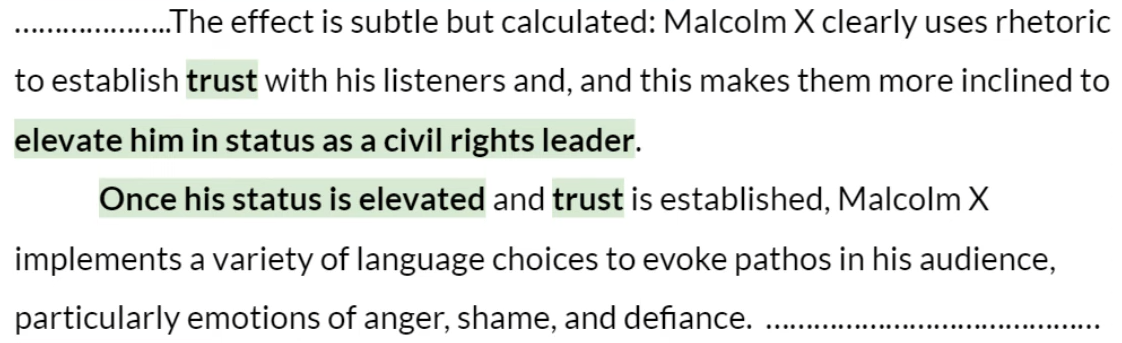 …………………..The effect is subtle but calculated: Malcolm X clearly uses rhetoric
to establish trust with his listeners and, and this makes them more inclined to
elevate him in status as a civil rights leader.
Once his status is elevated and trust is established, Malcolm X
implements a variety of language choices to evoke pathos in his audience,
particularly emotions of anger, shame, and defiance. ……………………………………